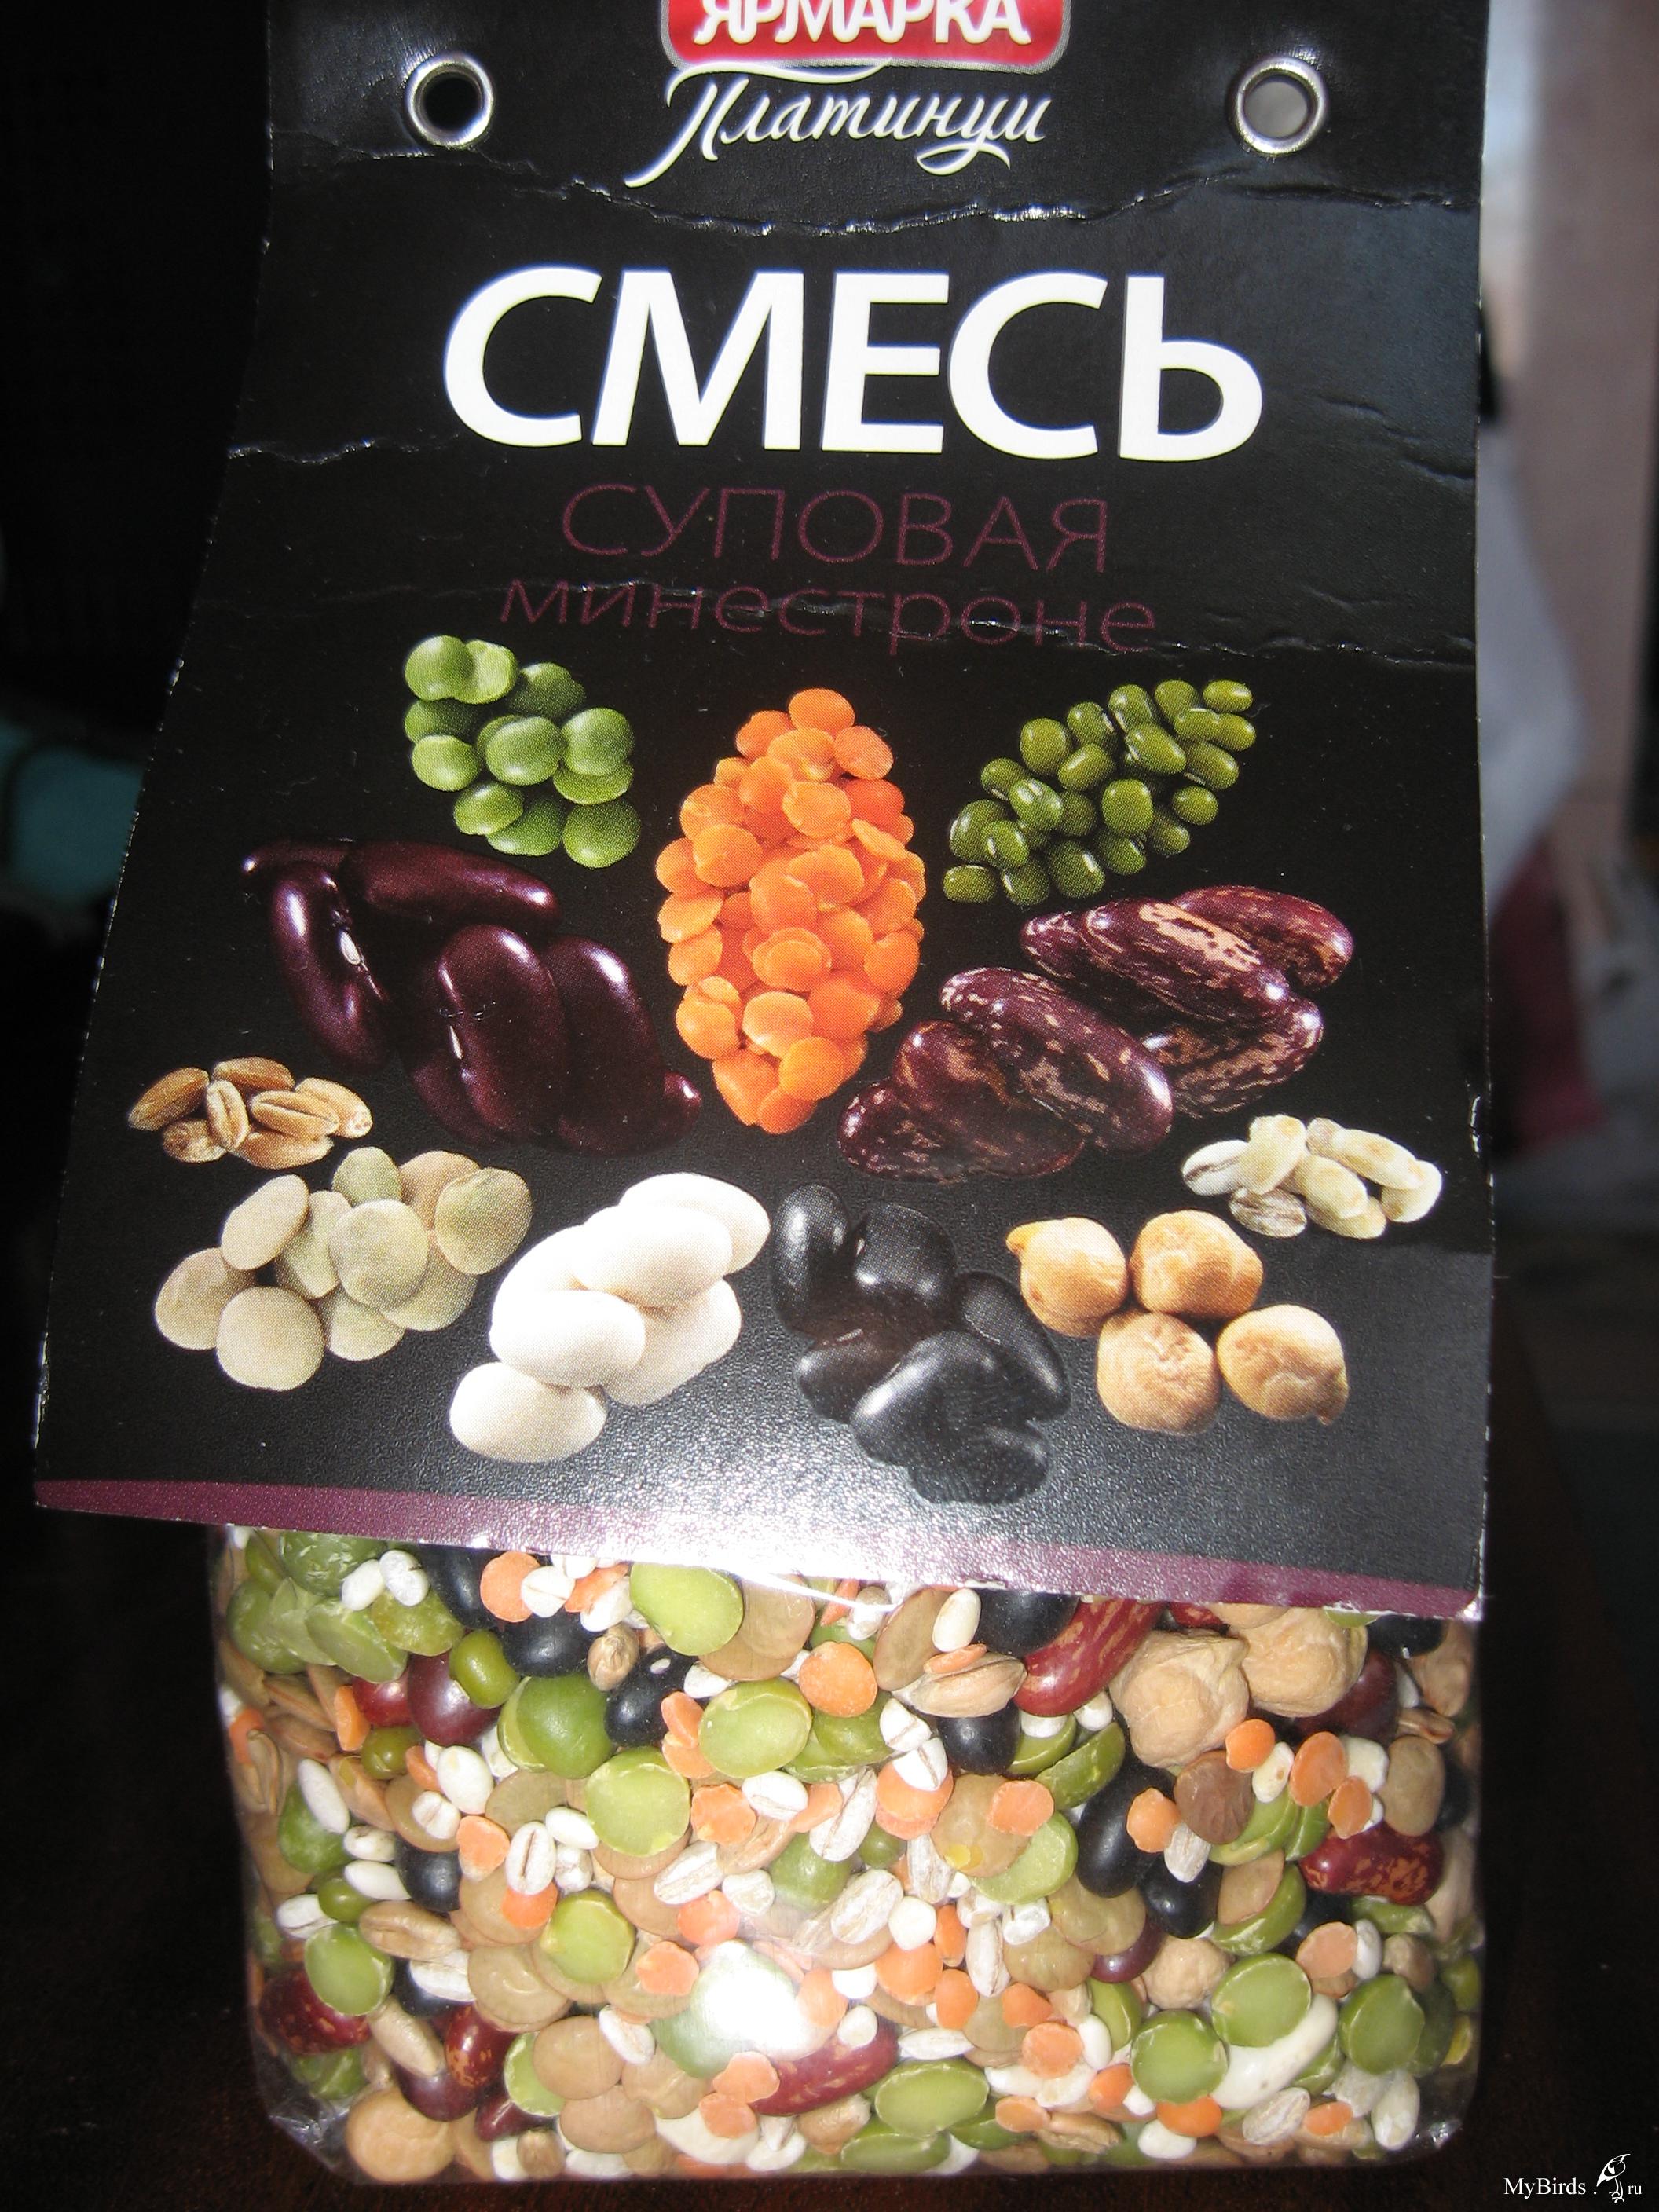 ЯРМАРКА
Платинум
СМЕСЬ
СУПОВАЯ
минестроне
MyBirds.ru